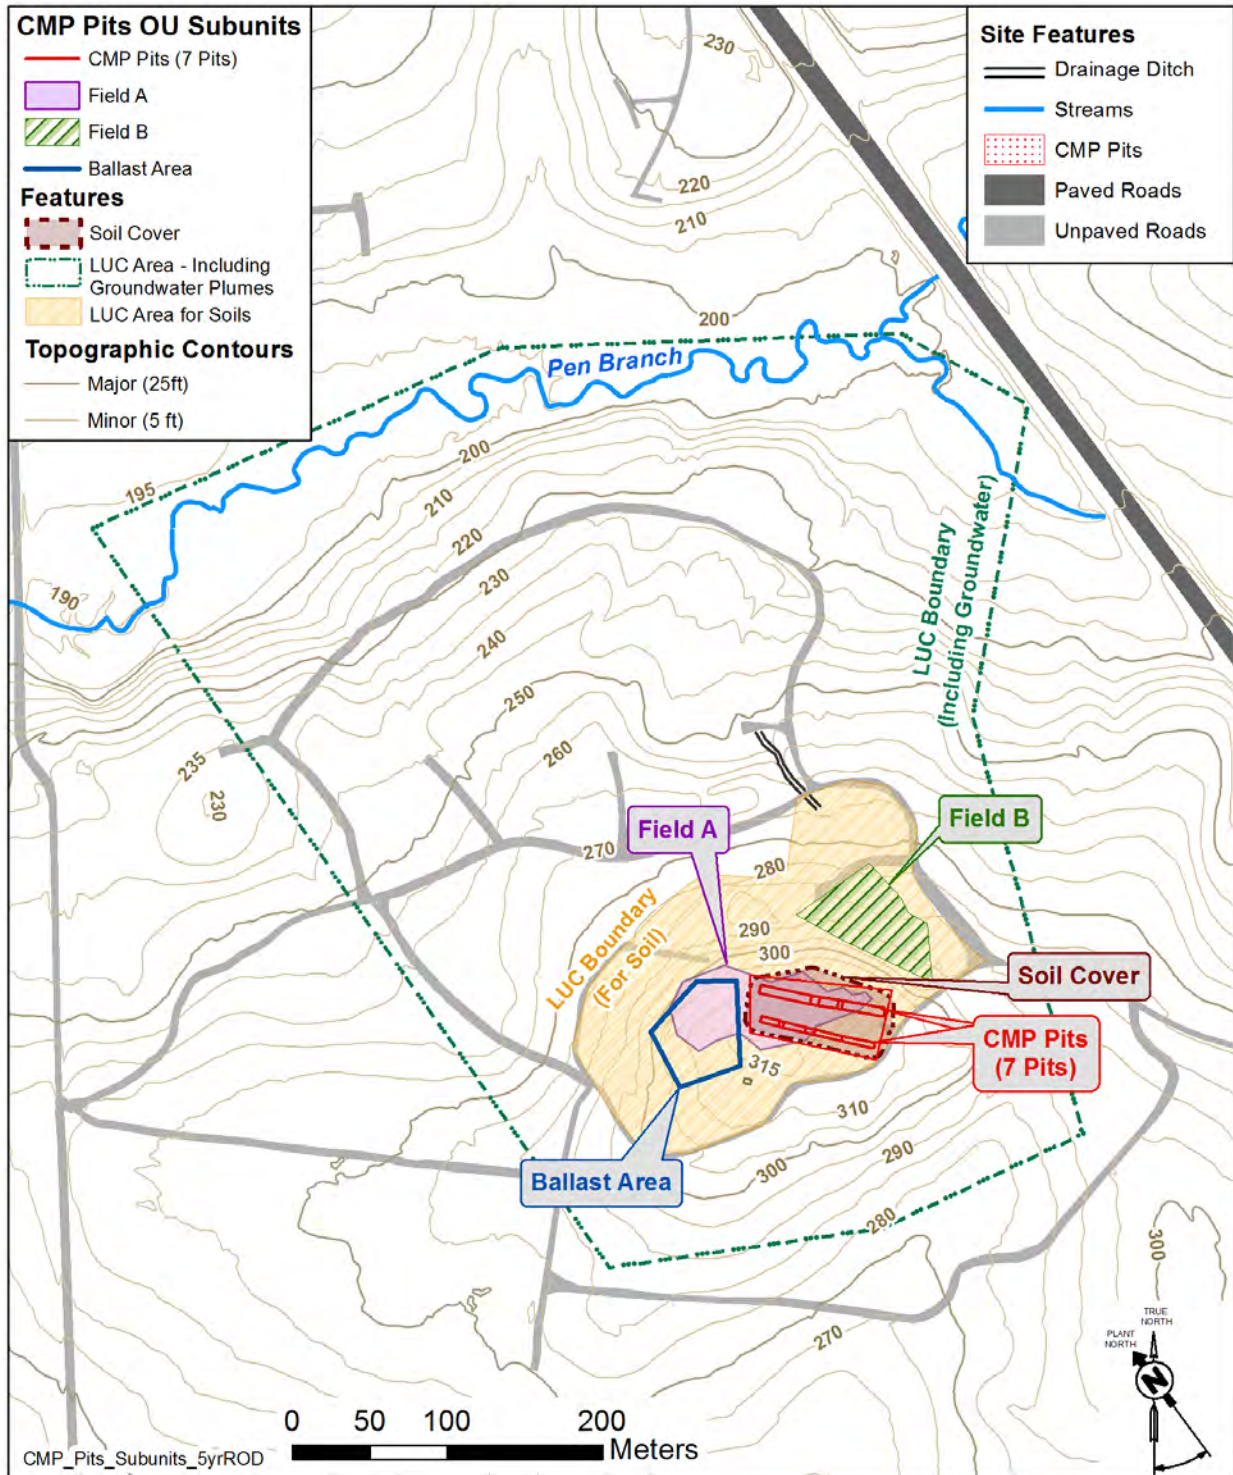 CMP Pits OU Subunits
CMP Pits (7 Pits)
Field A
Field B
Ballast Area
Features
Soil Cover
LUC Area - Including
Groundwater Plumes
LUC Area for Soils
Topographic Contours
Major (25ft)
Minor (5 ft)
Site Features
Drainage Ditch
Streams
CMP Pits
Paved Roads
Unpaved Roads
230
220
210
200
Pen Branch
200
195
210
220
190
230
240
250
235
230
260
LUC Boundary
(Including Groundwater)
Field A
Field B
270
280
290
300
LUC Boundary
(For Soil)
Soil Cover
CMP Pits
(7 Pits)
315
310
Ballast Area
300
290
280
300
270
TRUE
NORTH
PLANT
NORTH
N
0 50 100 200
Meters
CMP_Pits_Subunits_5yrROD